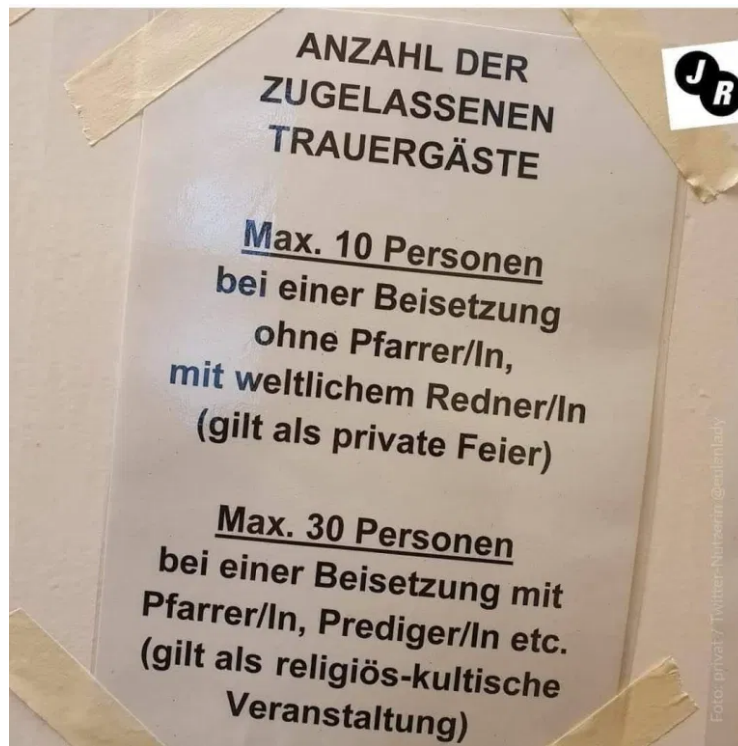 ANZAHL DER
ZUGELASSENEN
TRAUERGÄSTE
Max. 10 Personen
bei einer Beisetzung
ohne Pfarrer/In,
mit weltlichem Redner/In
(gilt als private Feier)
Max. 30 Personen
bei einer Beisetzung mit
Pfarrer/In, Prediger/In etc.
(gilt als religiös-kultische
Veranstaltung)
J
R
Foto: privat / Twitter-Nutzerin @eulenlady